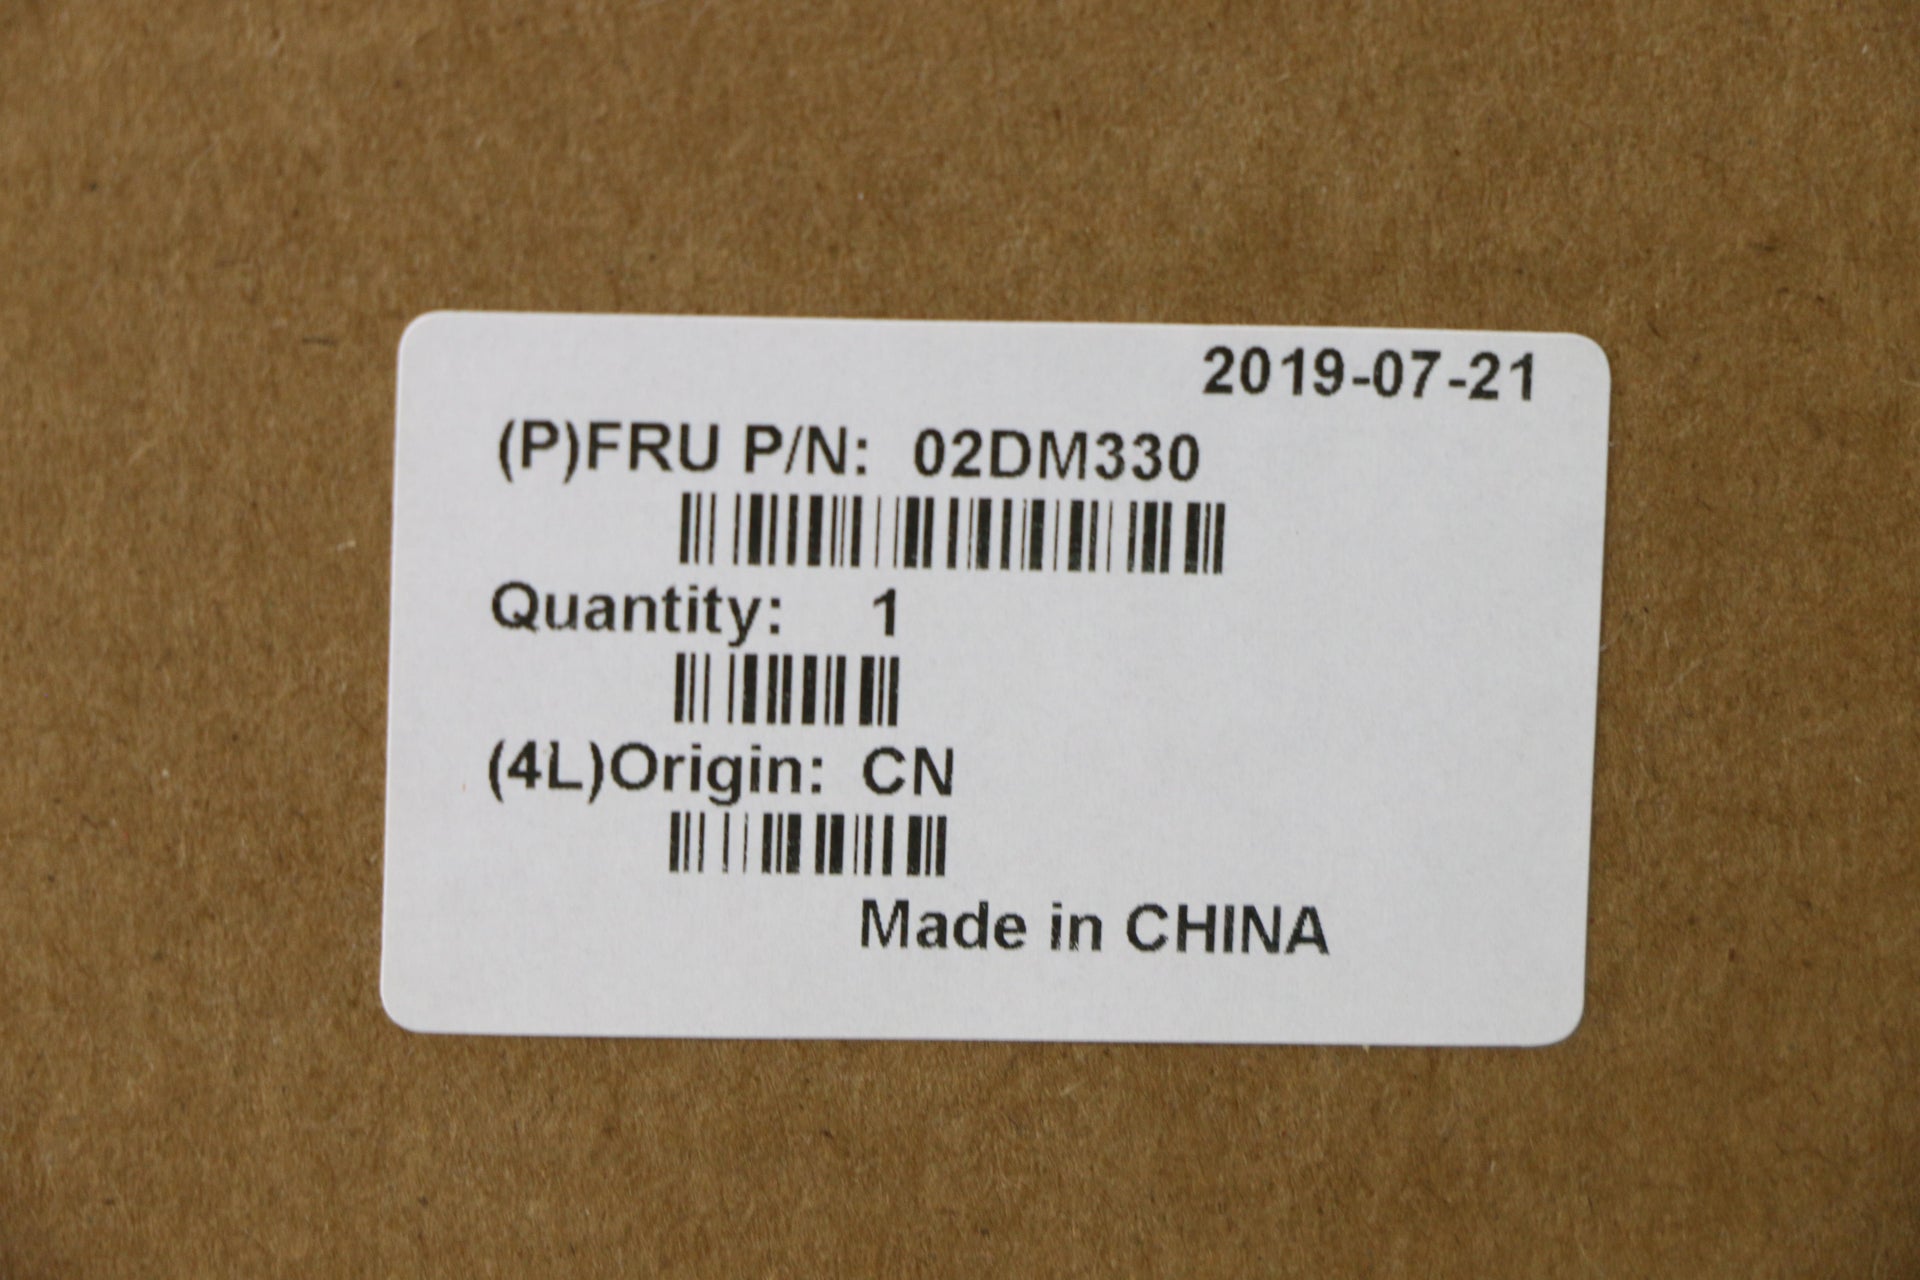 2019-07-21
(P)FRU P/N: 02DM330
Quantity: 1
(4L)Origin: CN
Made in CHINA